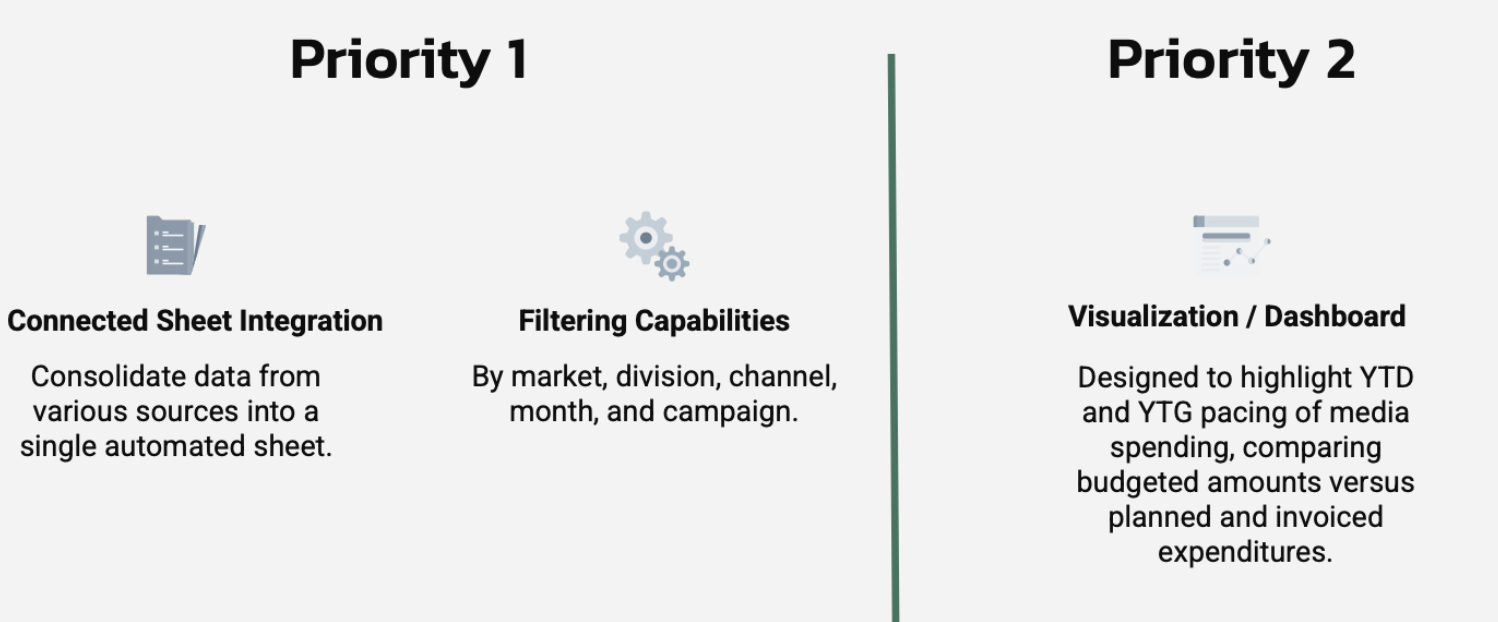 Priority 1
Connected Sheet Integration
Consolidate data from
various sources into a
single automated sheet.
Filtering Capabilities
By market, division, channel,
month, and campaign.
Priority 2
Visualization / Dashboard
Designed to highlight YTD
and YTG pacing of media
spending, comparing
budgeted amounts versus
planned and invoiced
expenditures.